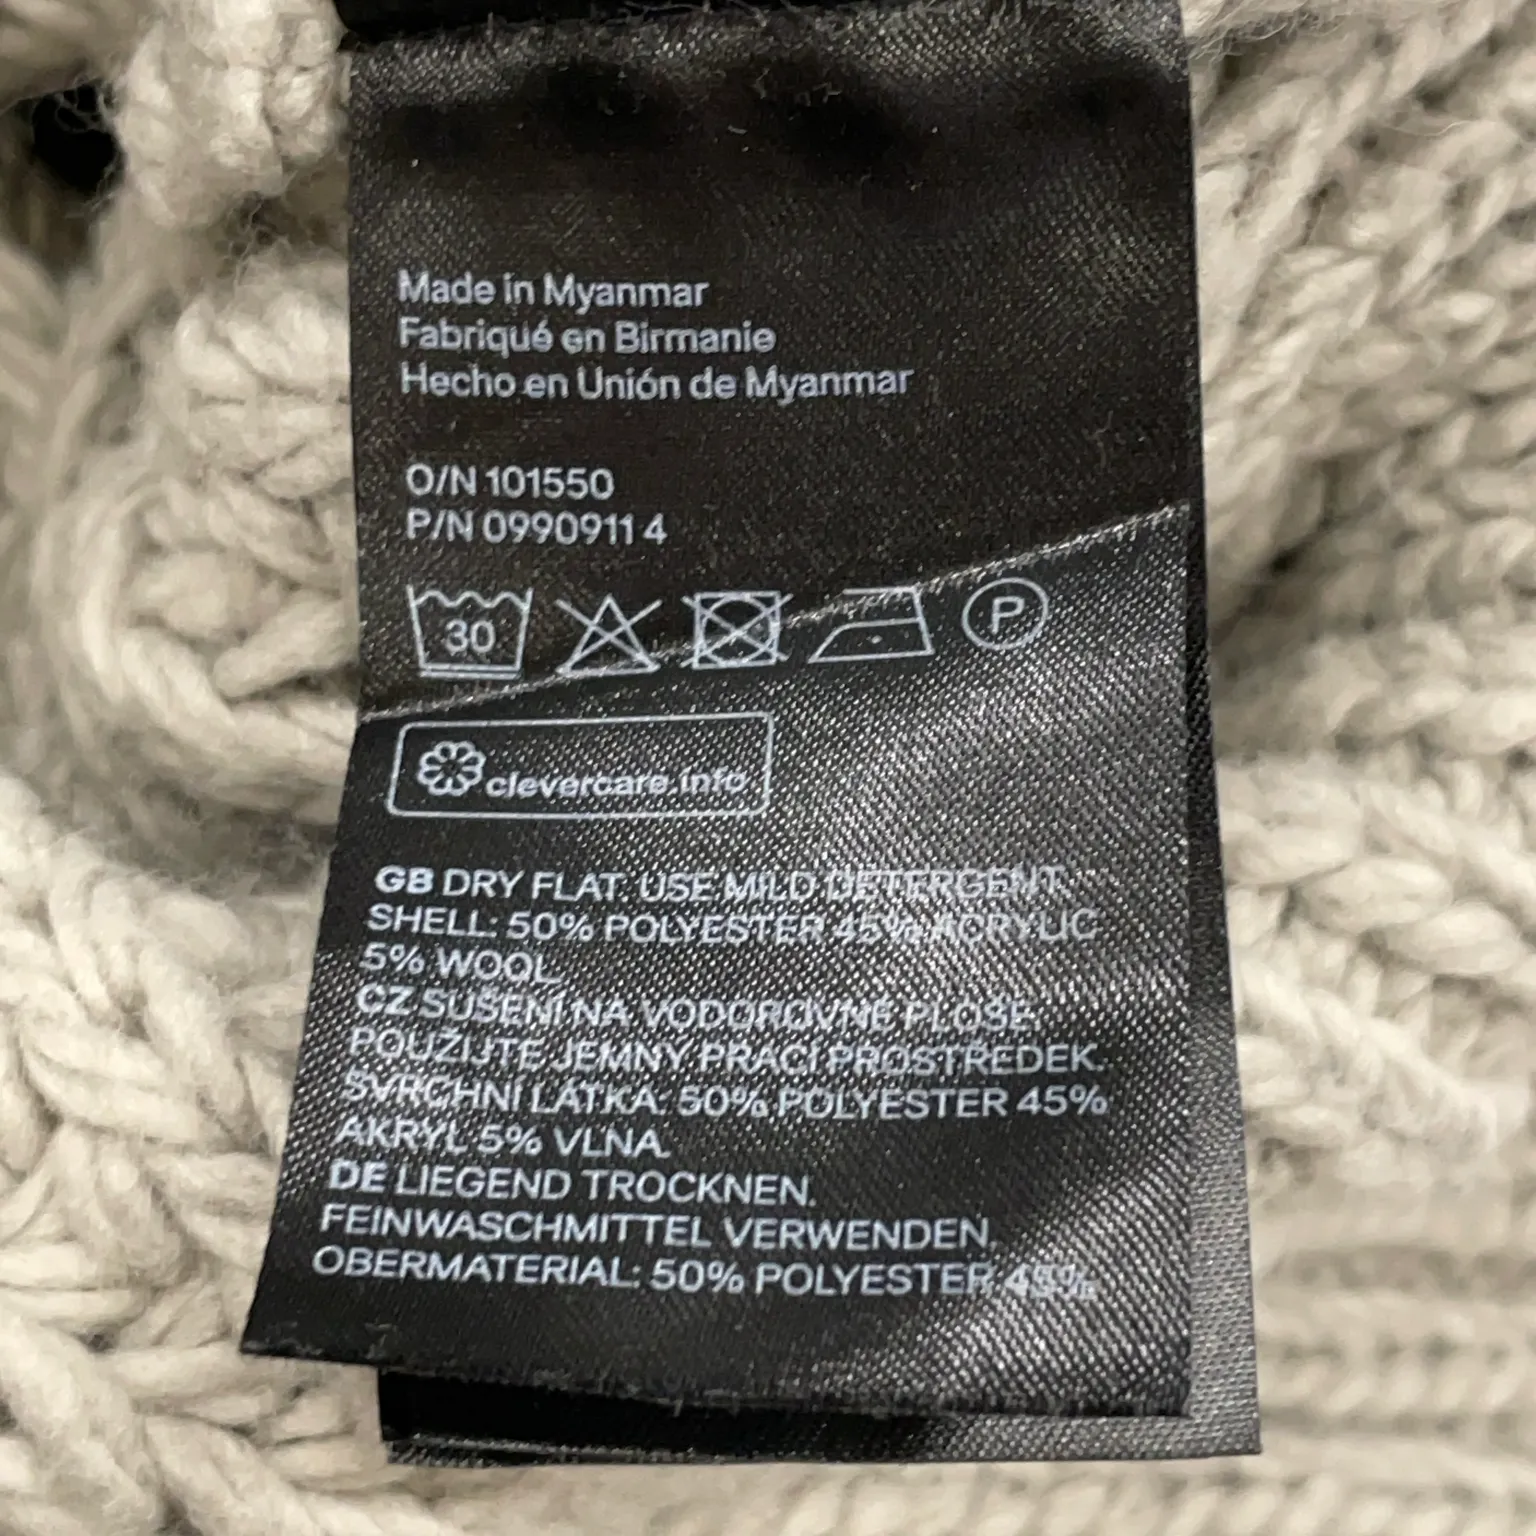 Made in Myanmar
Fabriqué en Birmanie
Hecho en Unión de Myanmar
O/N 101550
P/N 0990911 4
30
P
clevercare.info
GB DRY FLAT. USE MILD DETERGENT.
SHELL: 50% POLYESTER 45% ACRYLIC
5% WOOL
CZ SUŠENÍ NA VODOROVNÉ PLOŠE.
POUŽIJTE JEMNÝ PRACÍ PROSTŘEDEK.
SVRCHNÍ LÁTKA: 50% POLYESTER 45%
AKRYL 5% VLNA
DE LIEGEND TROCKNEN.
FEINWASCHMITTEL VERWENDEN.
OBERMATERIAL: 50% POLYESTER 45%